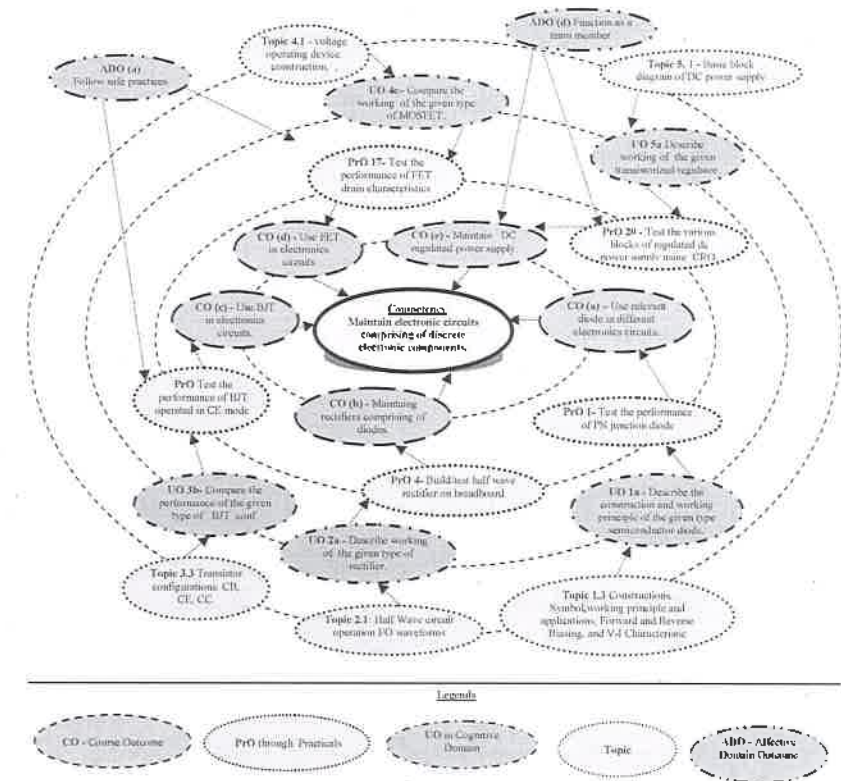 ADO (d) Function as a
team member
Topic 4.1 - voltage
operating device
construction,
ADO (a)
Follow safe practices
Topic 5. 1 - Basic block
diagram of DC power supply
UO 4c- Compare the
working of the given type
of MOSFET.
UO 5a Describe
working of the given
transistorized regulator
PrO 17- Test the
performance of FET
drain characteristics
CO (d) - Use FET
in electronics
circuits
CO (e) - Maintain DC
regulated power supply.
PrO 20 - Test the various
blocks of regulated dc
power supply using CRO.
CO (c) - Use BJT
in electronics
circuits.
Competency
Maintain electronic circuits
comprising of discrete
electronic components.
CO (a) - Use relevant
diode in different
electronics circuits.
PrO Test the
performance of BJT
operated in CE mode
CO (b) - Maintaing
rectifiers comprising of
diodes.
PrO 1- Test the performance
of PN junction diode
UO 3b- Compare the
performance of the given
type of BJT conf
PrO 4- Build/test half wave
rectifier on breadboard
UO 1a - Describe the
construction and working
principle of the given type
semiconductor diode.
UO 2a - Describe working
of the given type of
rectifier.
Topic 3.3 Transistor
configurations: CB,
CE, CC
Topic 2.1: Half Wave circuit
operation I/O waveforms
Topic 1.3 Constructions,
Symbol,working principle and
applications, Forward and Reverse
Biasing, and V-I Characteristic
Legends
CO - Course Outcome
PrO through Practicals
UO in Cognitive
Domain
Topic
ADO - Affective
Domain Outcome